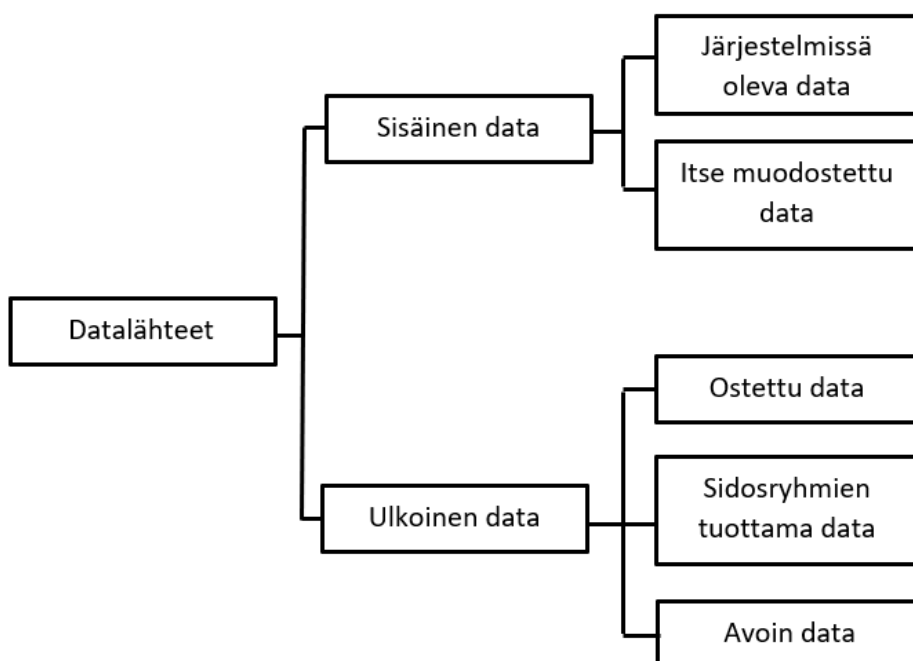 Datalähteet
Sisäinen data
Järjestelmissä
oleva data
Itse muodostettu
data
Ulkoinen data
Ostettu data
Sidosryhmien
tuottama data
Avoin data